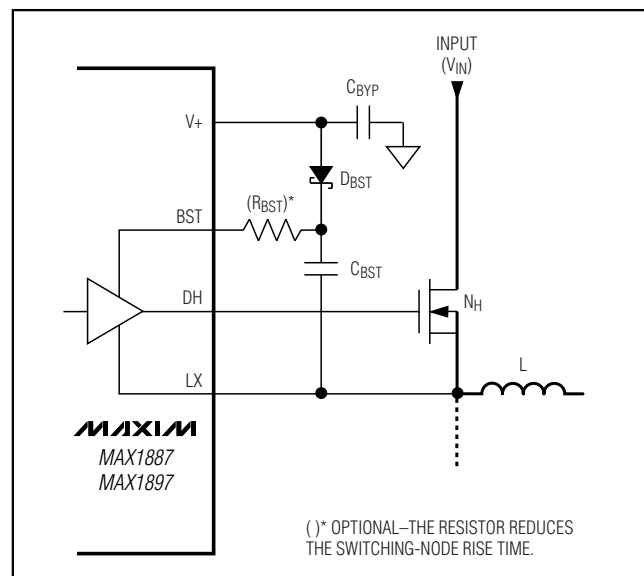 INPUT
(VIN)
CBYP
V+
DBST
(RBST)*
BST
CBST
DH
NH
L
LX
MAXIM
MAX1887
MAX1897
( )* OPTIONAL–THE RESISTOR REDUCES
THE SWITCHING-NODE RISE TIME.